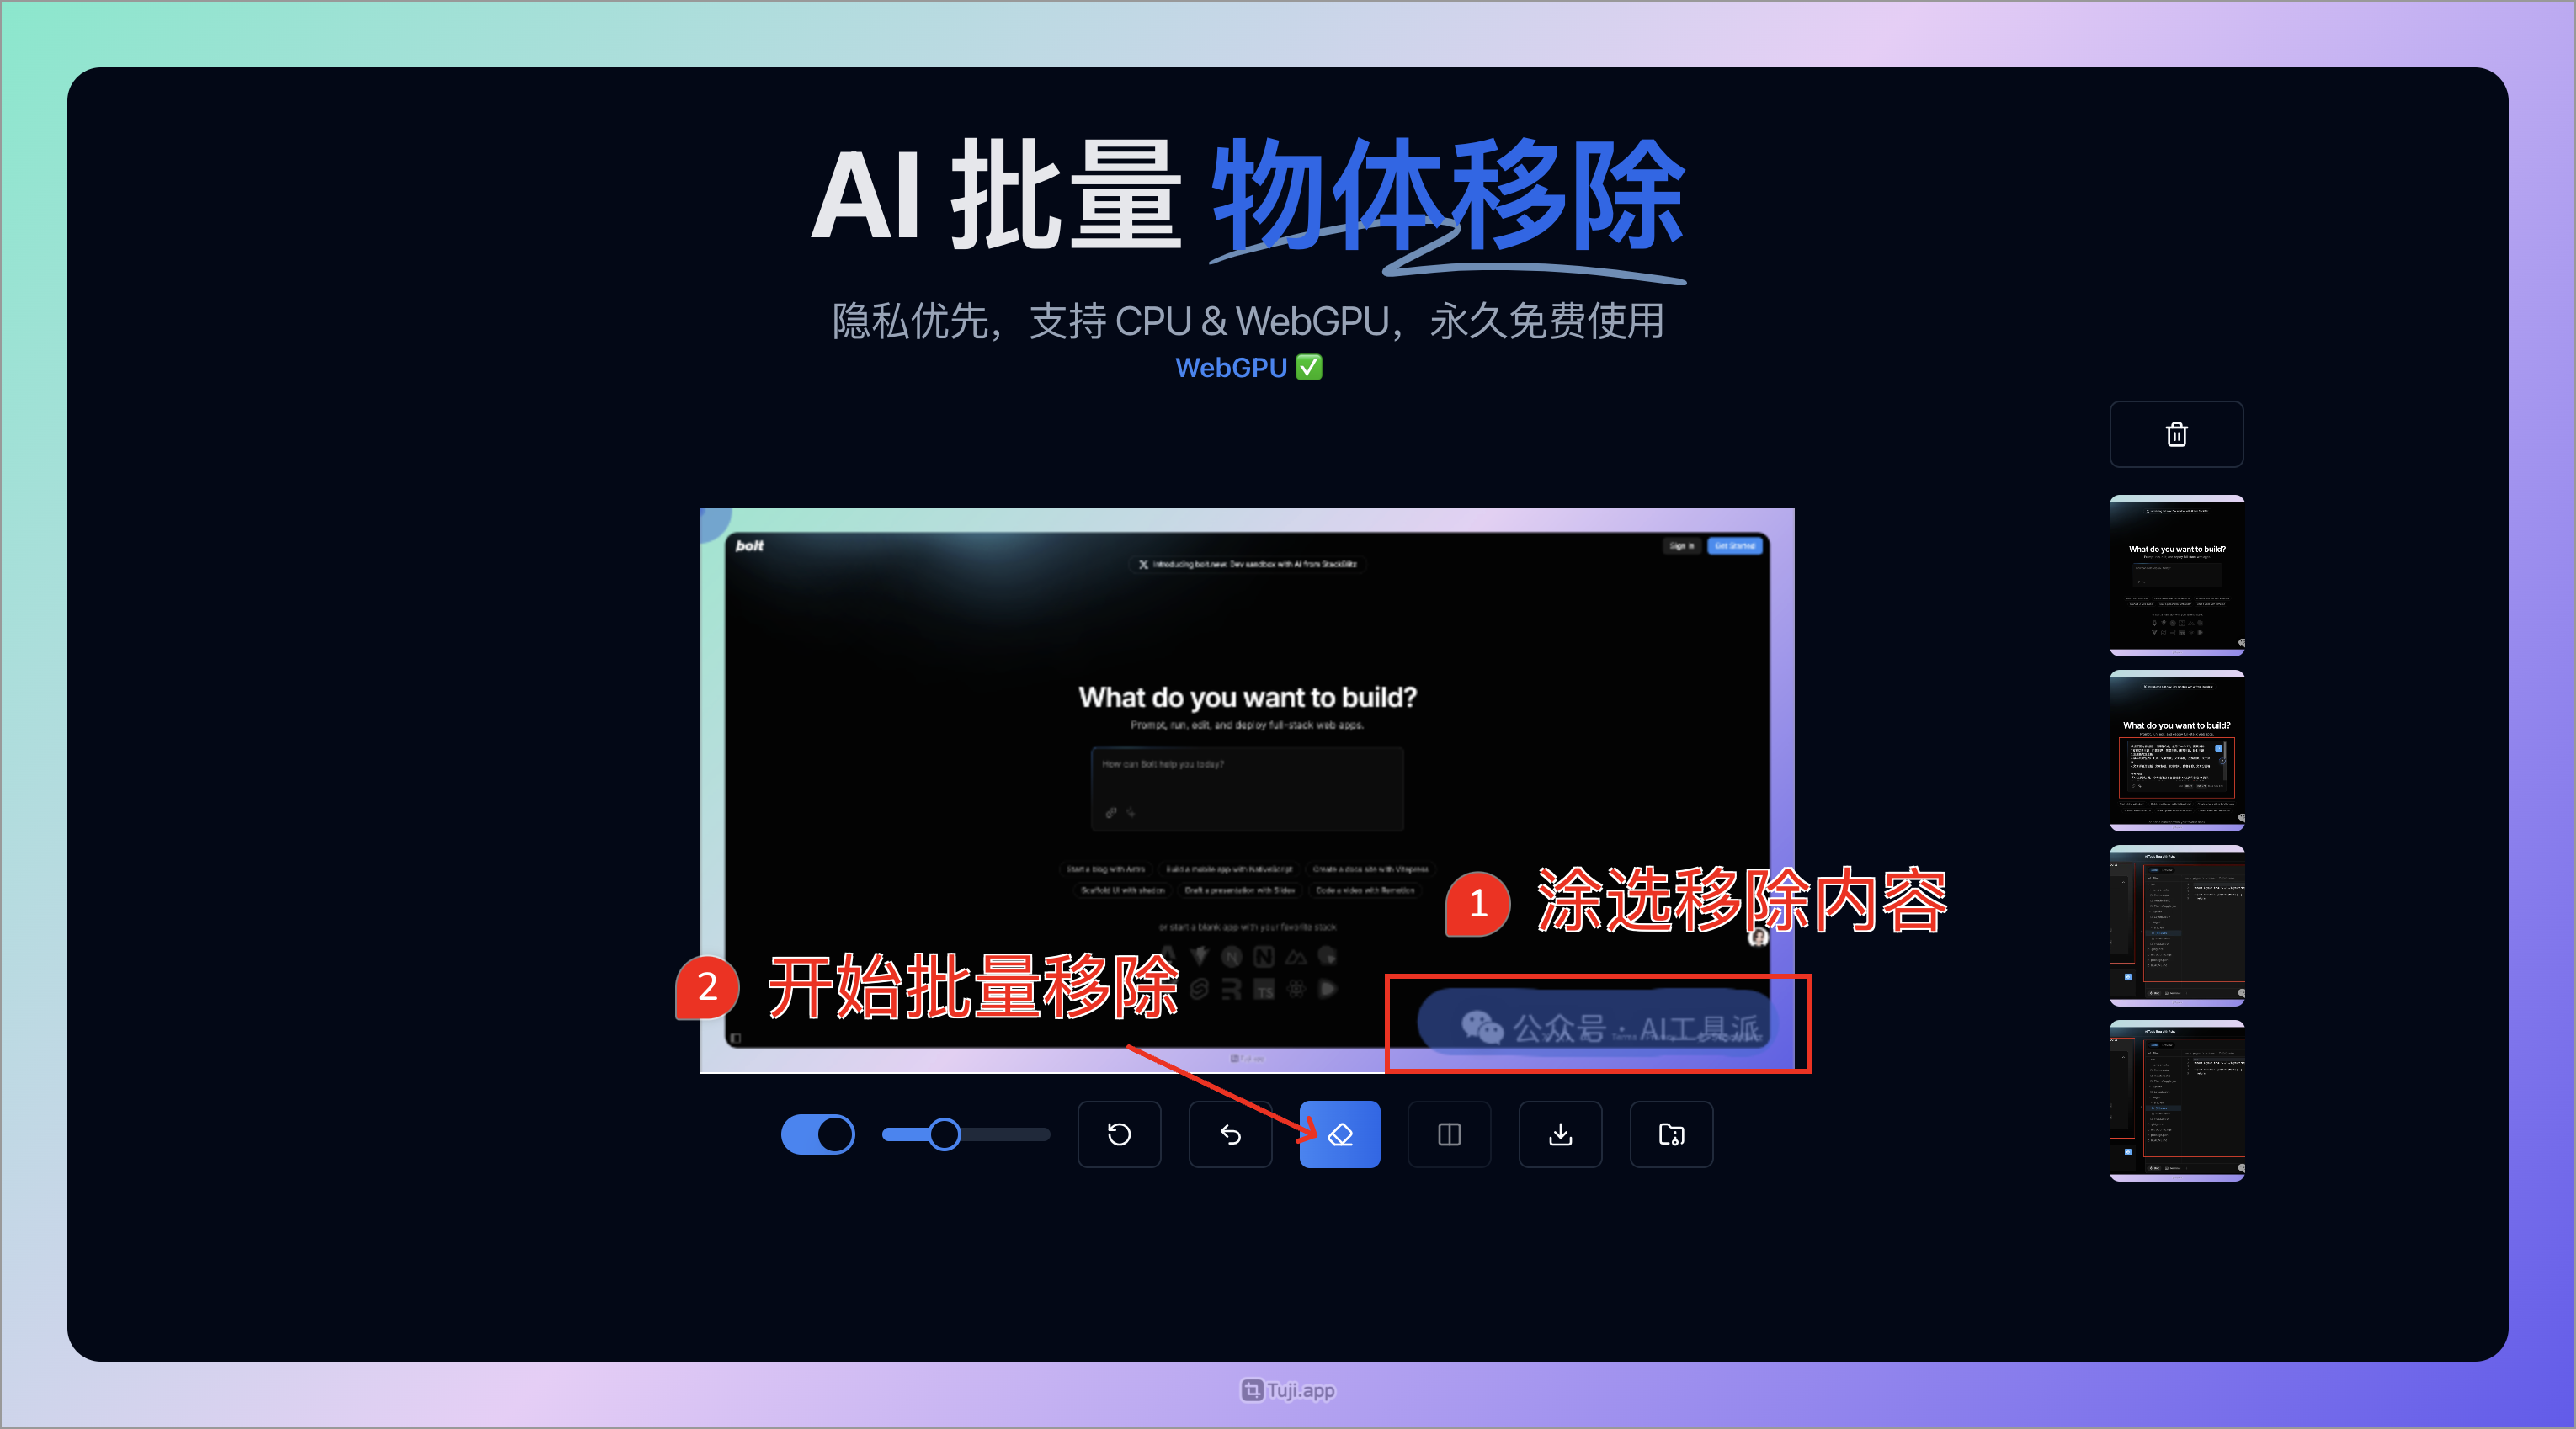 AI 批量 物体移除
隐私优先，支持 CPU & WebGPU，永久免费使用
WebGPU ✅
bolt
Sign In
Get Started
Introducing bolt.new: Dev sandbox with AI from StackBlitz
What do you want to build?
Prompt, run, edit, and deploy full-stack web apps.
How can Bolt help you today?
Start a blog with Astro
Build a mobile app with NativeScript
Create a docs site with Vitepress
Scaffold UI with shadcn
Draft a presentation with Slidev
Code a video with Remotion
or start a blank app with your favorite stack
1 涂选移除内容
2 开始批量移除
TS
公众号 · AI工具派
What do you want to build?
What do you want to build?
Tuji.app